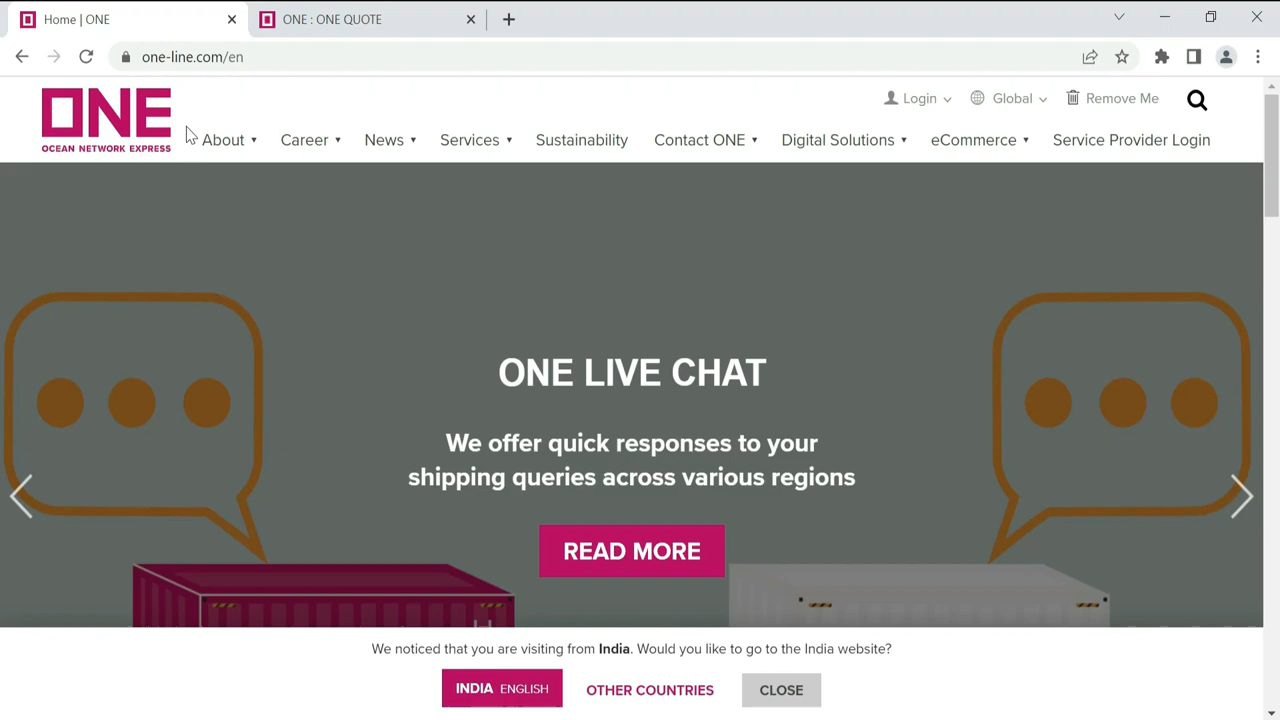 Home | ONE
ONE : ONE QUOTE
one-line.com/en
ONE
OCEAN NETWORK EXPRESS
Login
Global
Remove Me
About
Career
News
Services
Sustainability
Contact ONE
Digital Solutions
eCommerce
Service Provider Login
ONE LIVE CHAT
We offer quick responses to your
shipping queries across various regions
READ MORE
We noticed that you are visiting from India. Would you like to go to the India website?
INDIA ENGLISH
OTHER COUNTRIES
CLOSE